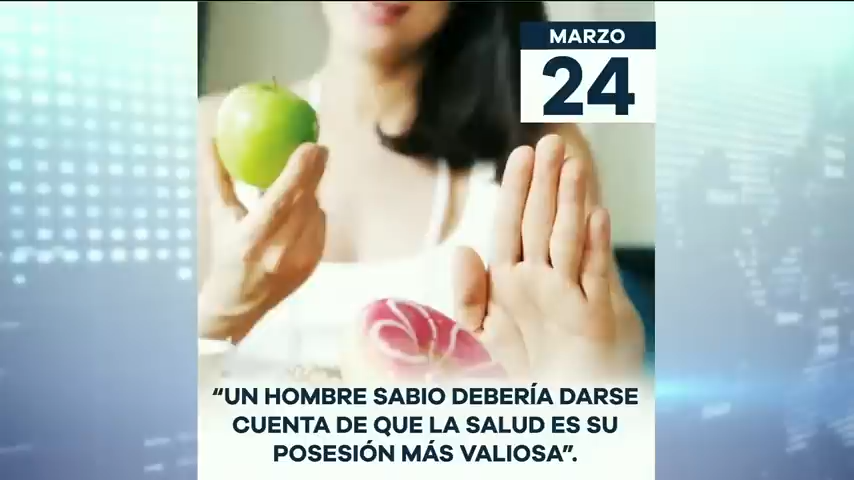 MARZO
24
“UN HOMBRE SABIO DEBERÍA DARSE
CUENTA DE QUE LA SALUD ES SU
POSESIÓN MÁS VALIOSA”.